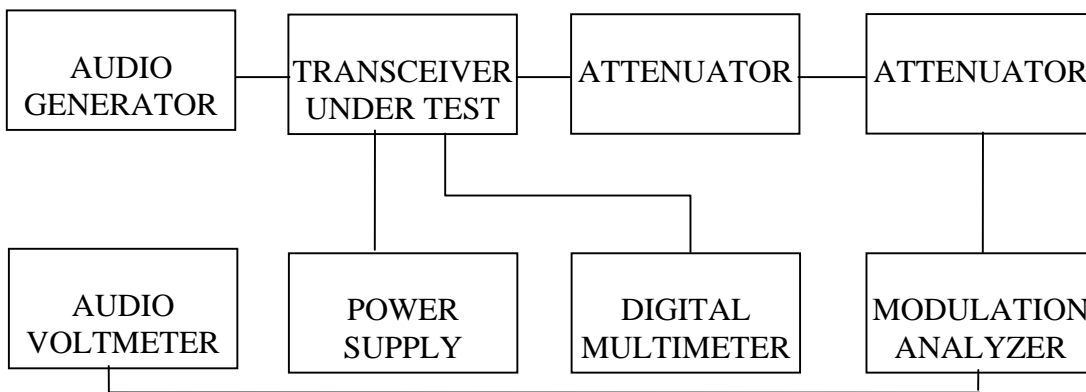 AUDIO
GENERATOR
TRANSCEIVER
UNDER TEST
ATTENUATOR
ATTENUATOR
AUDIO
VOLTMETER
POWER
SUPPLY
DIGITAL
MULTIMETER
MODULATION
ANALYZER